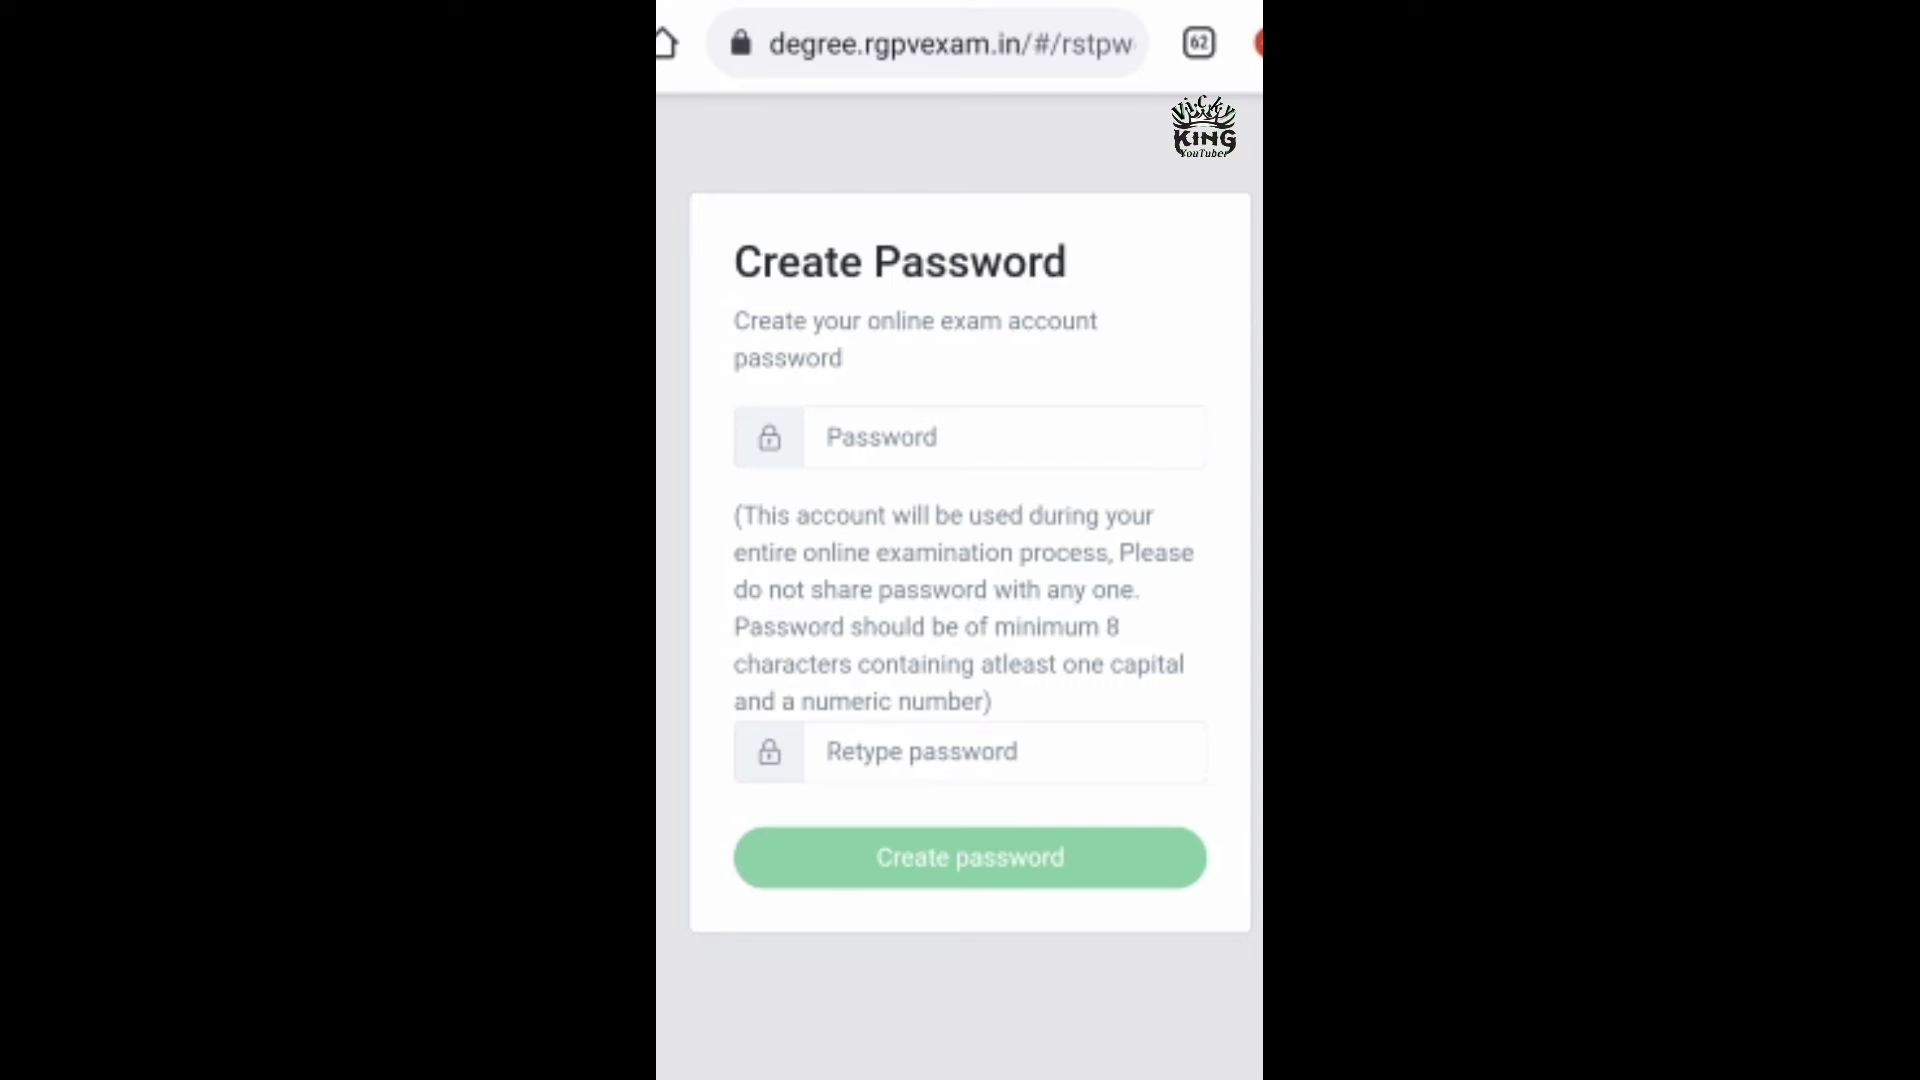 degree.rgpvexam.in/#/rstpw
62
Vicky
KING
YouTuber
Create Password
Create your online exam account
password
Password
(This account will be used during your
entire online examination process, Please
do not share password with any one.
Password should be of minimum 8
characters containing atleast one capital
and a numeric number)
Retype password
Create password